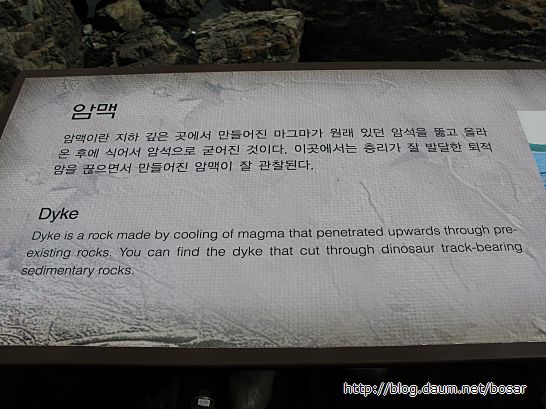 암맥
암맥이란 지하 깊은 곳에서 만들어진 마그마가 원래 있던 암석을 뚫고 올라
온 후에 식어서 암석으로 굳어진 것이다. 이곳에서는 층리가 잘 발달한 퇴적
암을 끊으면서 만들어진 암맥이 잘 관찰된다.
Dyke
Dyke is a rock made by cooling of magma that penetrated upwards through pre-
existing rocks. You can find the dyke that cut through dinosaur track-bearing
sedimentary rocks.
http://blog.daum.net/bosar